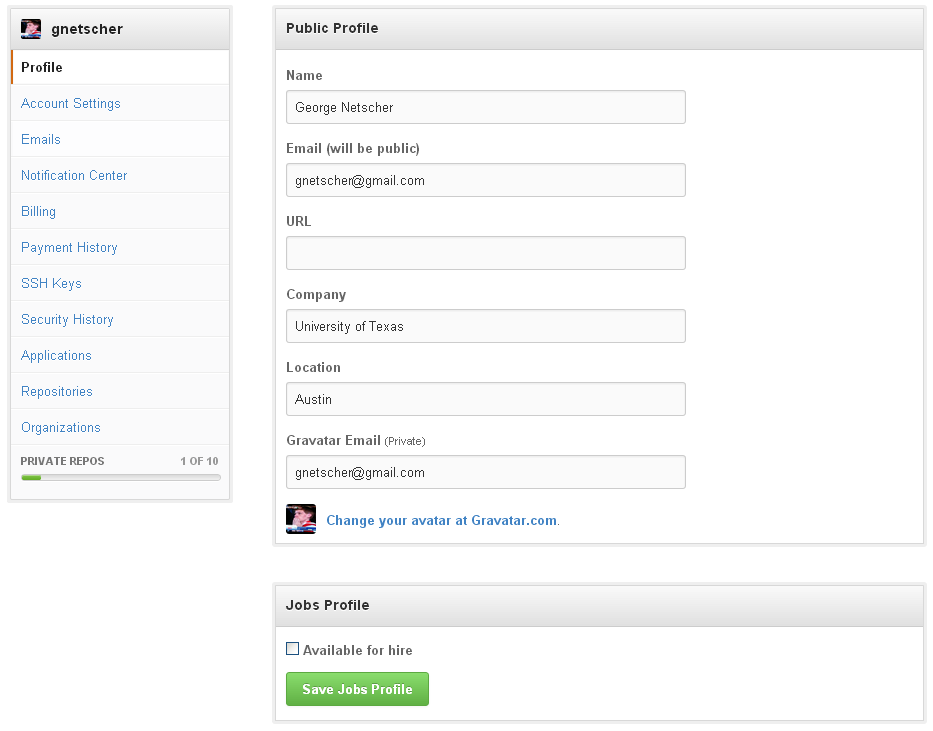 gnetscher
Profile
Account Settings
Emails
Notification Center
Billing
Payment History
SSH Keys
Security History
Applications
Repositories
Organizations
PRIVATE REPOS 1 OF 10
Public Profile
Name
George Netscher
Email (will be public)
gnetscher@gmail.com
URL
Company
University of Texas
Location
Austin
Gravatar Email (Private)
gnetscher@gmail.com
Change your avatar at Gravatar.com.
Jobs Profile
Available for hire
Save Jobs Profile